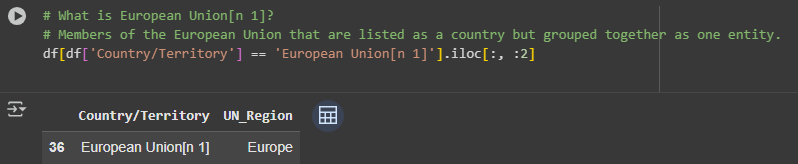 # What is European Union[n 1]?
# Members of the European Union that are listed as a country but grouped together as one entity.
df[df['Country/Territory'] == 'European Union[n 1]'].iloc[:, :2]
Country/Territory UN_Region
36 European Union[n 1] Europe